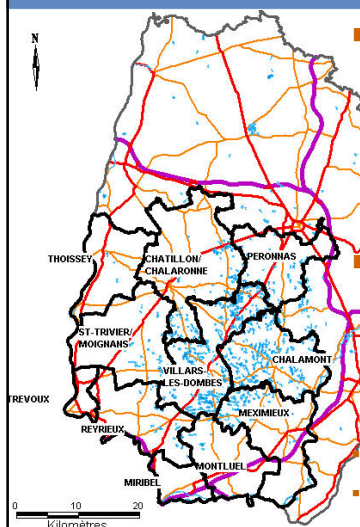 N
THOISSEY
CHATILLON/
CHALARONNE
PERONNAS
ST-TRIVIER/
MOIGNANS
CHALAMONT
VILLARS-
LES-DOMBES
TREVOUX
MEXIMIEUX
REYRIEUX
MONTLUEL
MIRIBEL
0 10 20
Kilomètres